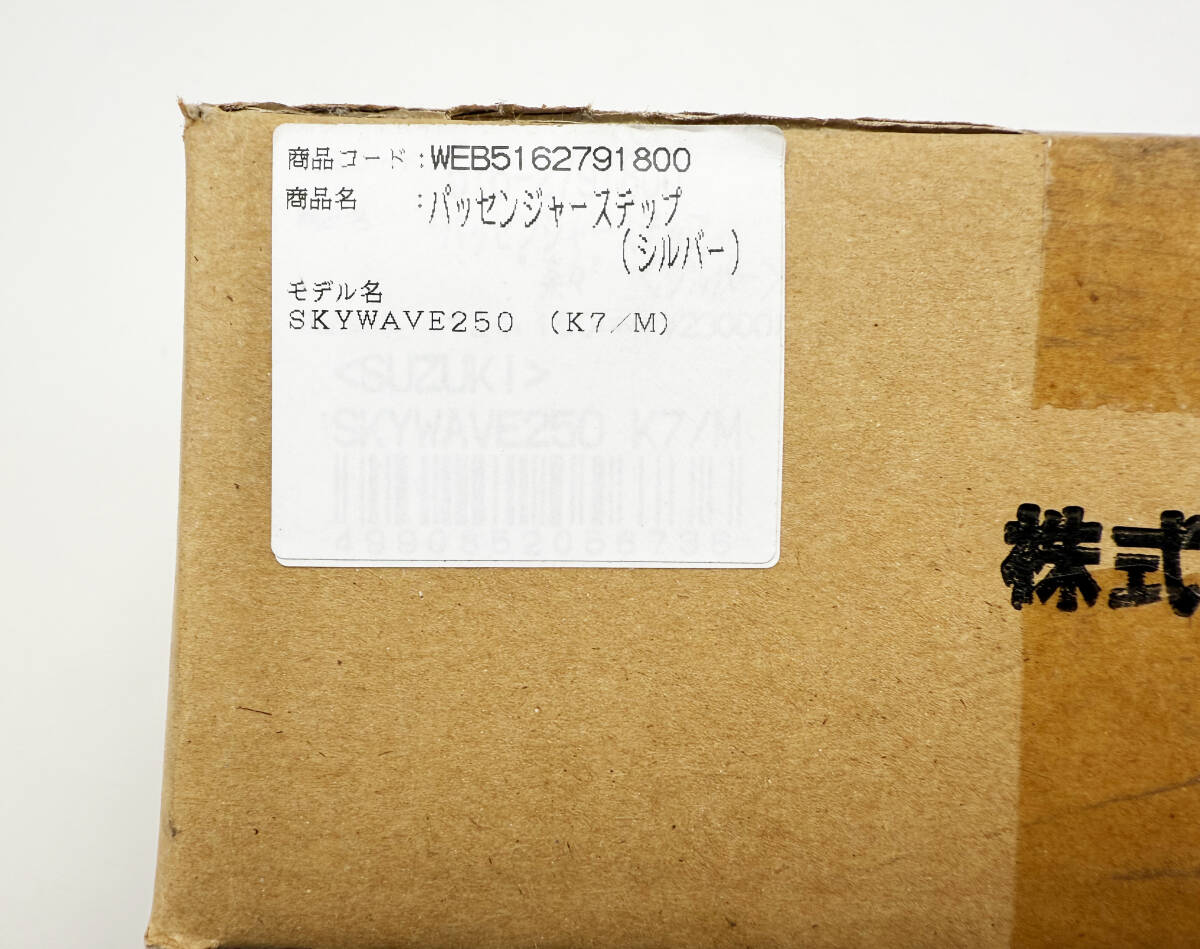 商品コード:WEB5162791800
商品名 :パッセンジャーステップ
(シルバー)
モデル名
SKYWAVE250 (K7/M)
<SUZUKI>
SKYWAVE250 K7/M
株式